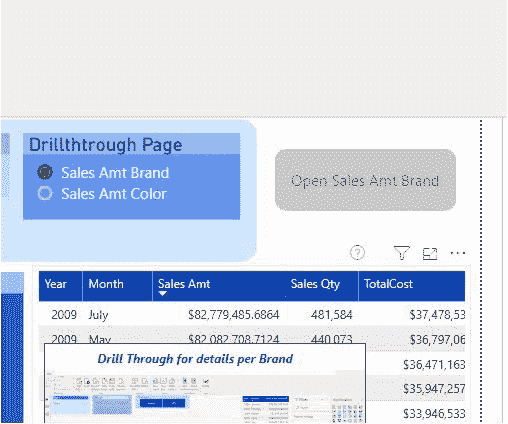 Drillthtrough Page
Sales Amt Brand
Sales Amt Color
Open Sales Amt Brand
Year Month Sales Amt Sales Qty TotalCost
2009 July $82,779,485.6864 481,584 $37,478,53
2009 May $82,082,708.7124 440,073 $36,797,06
$36,471,163
$35,947,257
$33,946,533
Drill Through for details per Brand